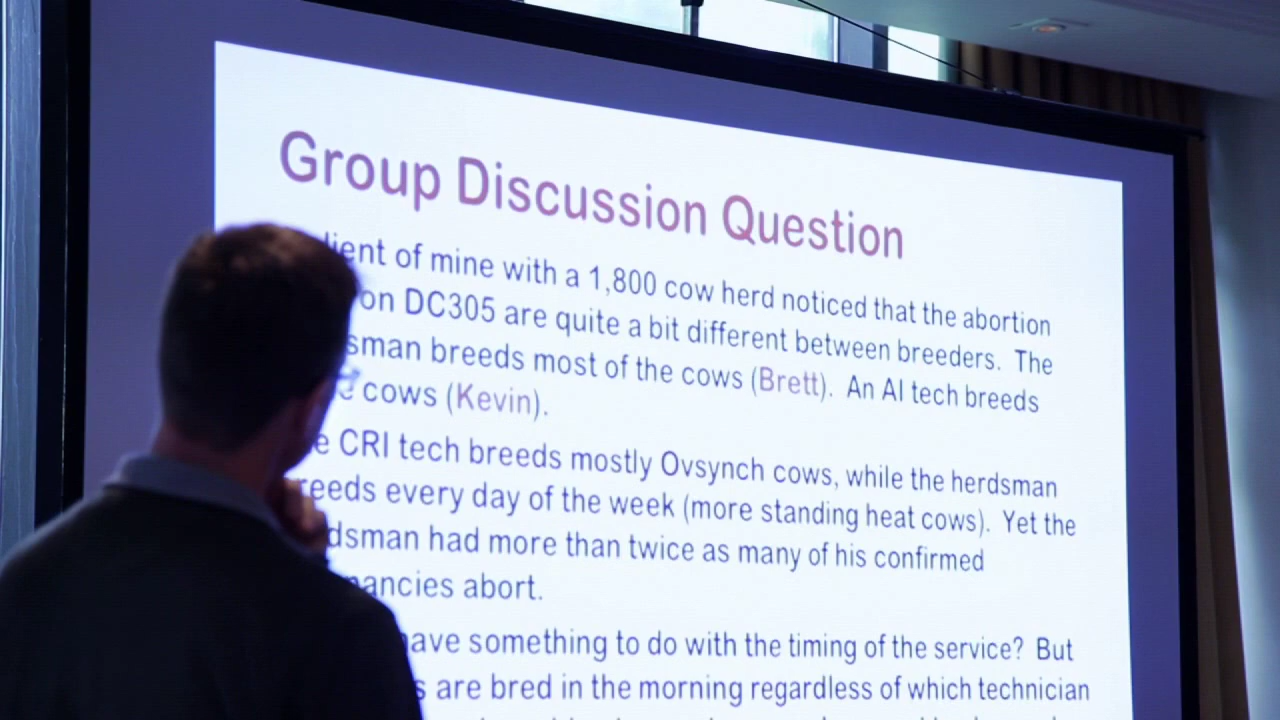 Group Discussion Question
ient of mine with a 1,800 cow herd noticed that the abortion
on DC305 are quite a bit different between breeders. The
sman breeds most of the cows (Brett). An AI tech breeds
cows (Kevin).
e CRI tech breeds mostly Ovsynch cows, while the herdsman
reeds every day of the week (more standing heat cows). Yet the
dsman had more than twice as many of his confirmed
nancies abort.
ave something to do with the timing of the service? But
s are bred in the morning regardless of which technician